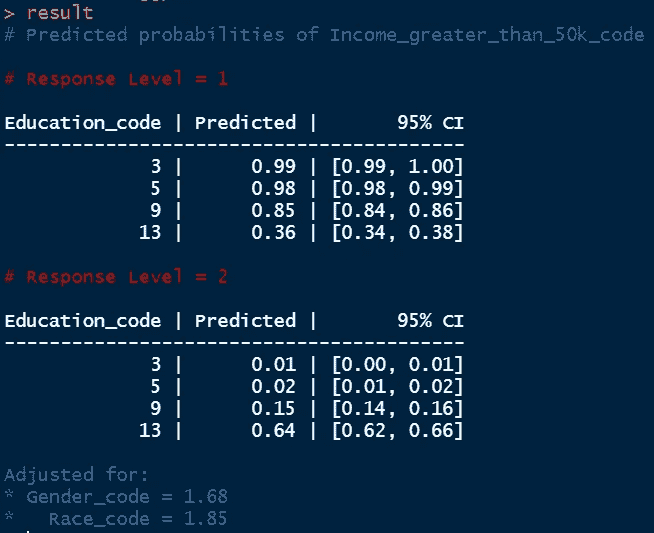 > result
# Predicted probabilities of Income_greater_than_50k_code
# Response Level = 1
Education_code | Predicted |       95% CI
-----------------------------------------
             3 |      0.99 | [0.99, 1.00]
             5 |      0.98 | [0.98, 0.99]
             9 |      0.85 | [0.84, 0.86]
            13 |      0.36 | [0.34, 0.38]
# Response Level = 2
Education_code | Predicted |       95% CI
-----------------------------------------
             3 |      0.01 | [0.00, 0.01]
             5 |      0.02 | [0.01, 0.02]
             9 |      0.15 | [0.14, 0.16]
            13 |      0.64 | [0.62, 0.66]
Adjusted for:
* Gender_code = 1.68
*   Race_code = 1.85